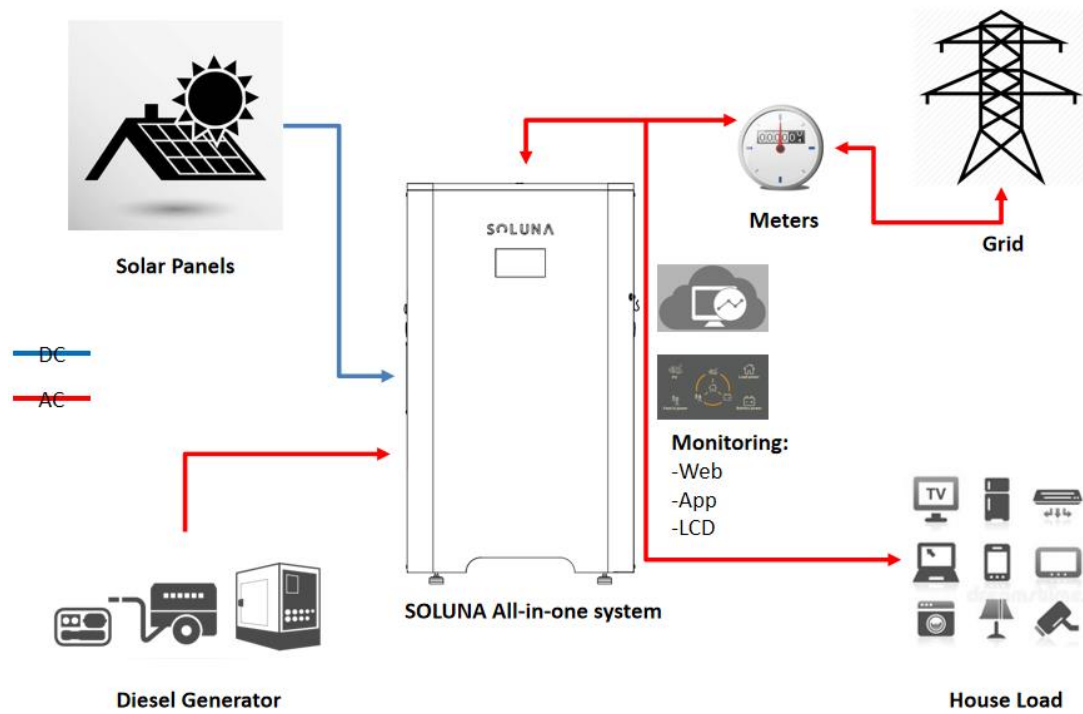 SOLUNA
Meters
Grid
Solar Panels
DC
AC
Monitoring:
-Web
-App
-LCD
TV
SOLUNA All-in-one system
Diesel Generator
House Load
dreamstime